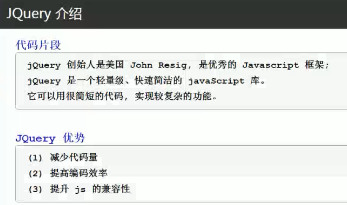 JQuery 介绍
代码片段
jQuery 创始人是美国 John Resig, 是优秀的 Javascript 框架;
jQuery 是一个轻量级、快速简洁的 javaScript 库。
它可以用很简短的代码, 实现较复杂的功能。
JQuery 优势
(1) 减少代码量
(2) 提高编码效率
(3) 提升 js 的兼容性